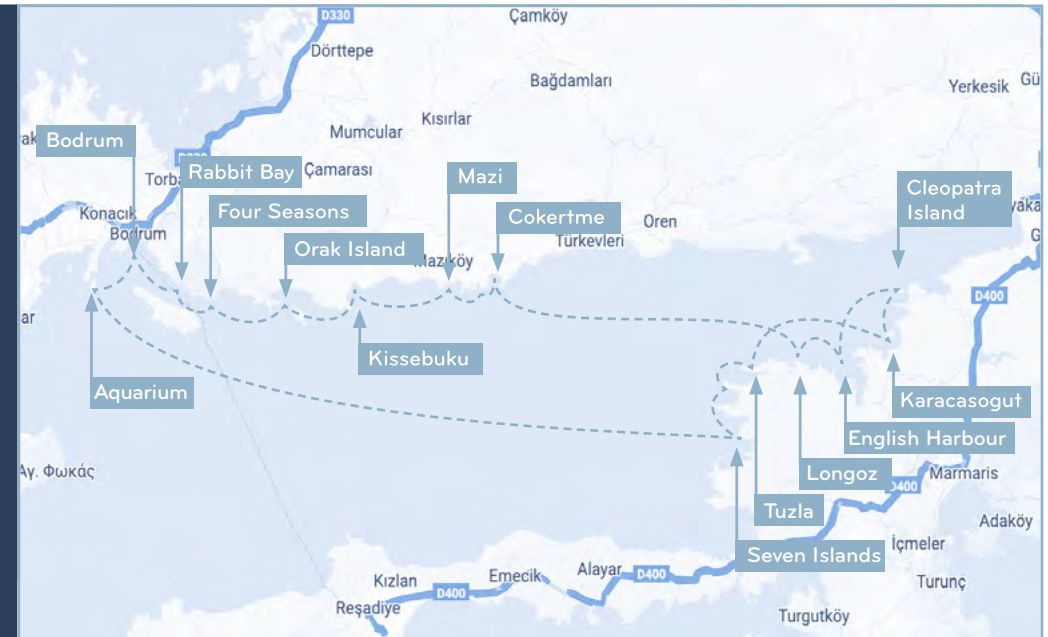 D330
Çamköy
Dörttepe
Bağdamları
Yerkesik
Gü
Kısırlar
Mumcular
Bodrum
Rabbit Bay
Çamarası
Mazi
Cleopatra
Island
Konacık
Four Seasons
Cokertme
Oren
Bodrum
Türkevleri
Orak Island
Mazıköy
D400
ar
Kissebuku
Aquarium
Karacasogut
English Harbour
Αγ. Φωκάς
Longoz
D400
Marmaris
Tuzla
Adaköy
Seven Islands
İçmeler
Kızlan
Emecik
Alayar
D400
D400
Turunç
Reşadiye
Turgutköy